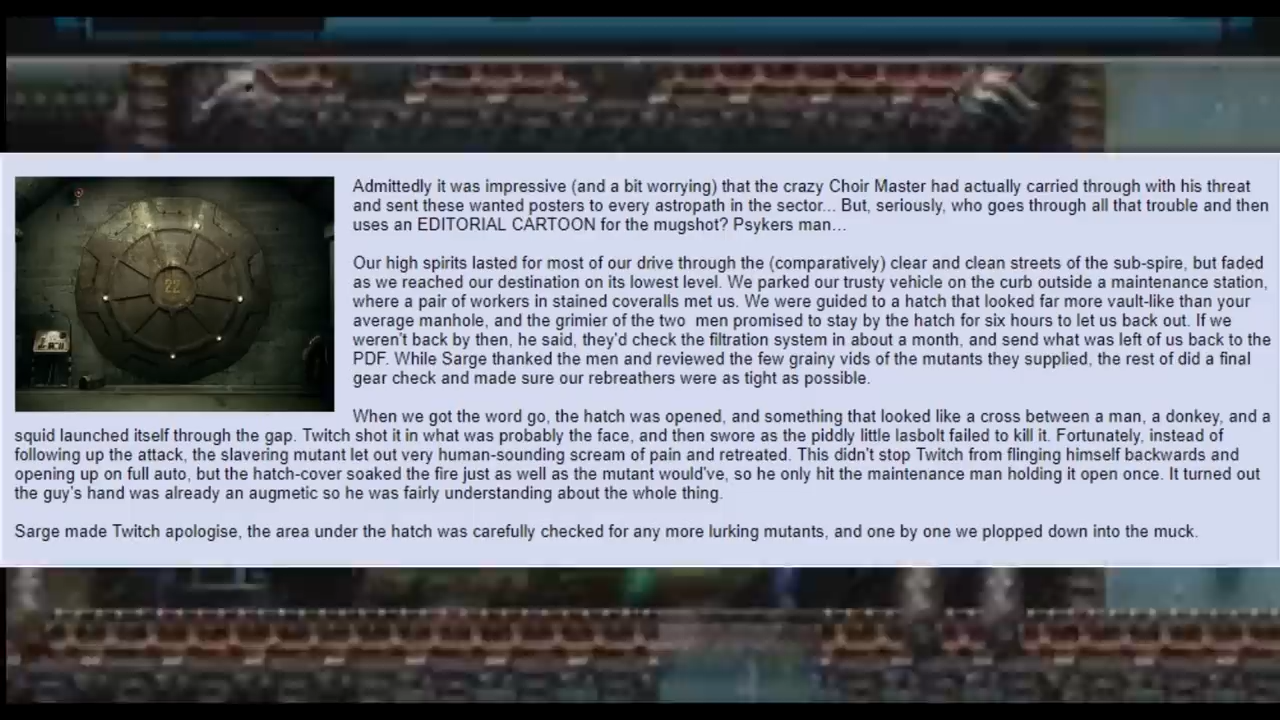 22
Admittedly it was impressive (and a bit worrying) that the crazy Choir Master had actually carried through with his threat
and sent these wanted posters to every astropath in the sector... But, seriously, who goes through all that trouble and then
uses an EDITORIAL CARTOON for the mugshot? Psykers man...
Our high spirits lasted for most of our drive through the (comparatively) clear and clean streets of the sub-spire, but faded
as we reached our destination on its lowest level. We parked our trusty vehicle on the curb outside a maintenance station,
where a pair of workers in stained coveralls met us. We were guided to a hatch that looked far more vault-like than your
average manhole, and the grimier of the two men promised to stay by the hatch for six hours to let us back out. If we
weren't back by then, he said, they'd check the filtration system in about a month, and send what was left of us back to the
PDF. While Sarge thanked the men and reviewed the few grainy vids of the mutants they supplied, the rest of did a final
gear check and made sure our rebreathers were as tight as possible.
When we got the word go, the hatch was opened, and something that looked like a cross between a man, a donkey, and a
squid launched itself through the gap. Twitch shot it in what was probably the face, and then swore as the piddly little lasbolt failed to kill it. Fortunately, instead of
following up the attack, the slavering mutant let out very human-sounding scream of pain and retreated. This didn't stop Twitch from flinging himself backwards and
opening up on full auto, but the hatch-cover soaked the fire just as well as the mutant would've, so he only hit the maintenance man holding it open once. It turned out
the guy's hand was already an augmetic so he was fairly understanding about the whole thing.
Sarge made Twitch apologise, the area under the hatch was carefully checked for any more lurking mutants, and one by one we plopped down into the muck.